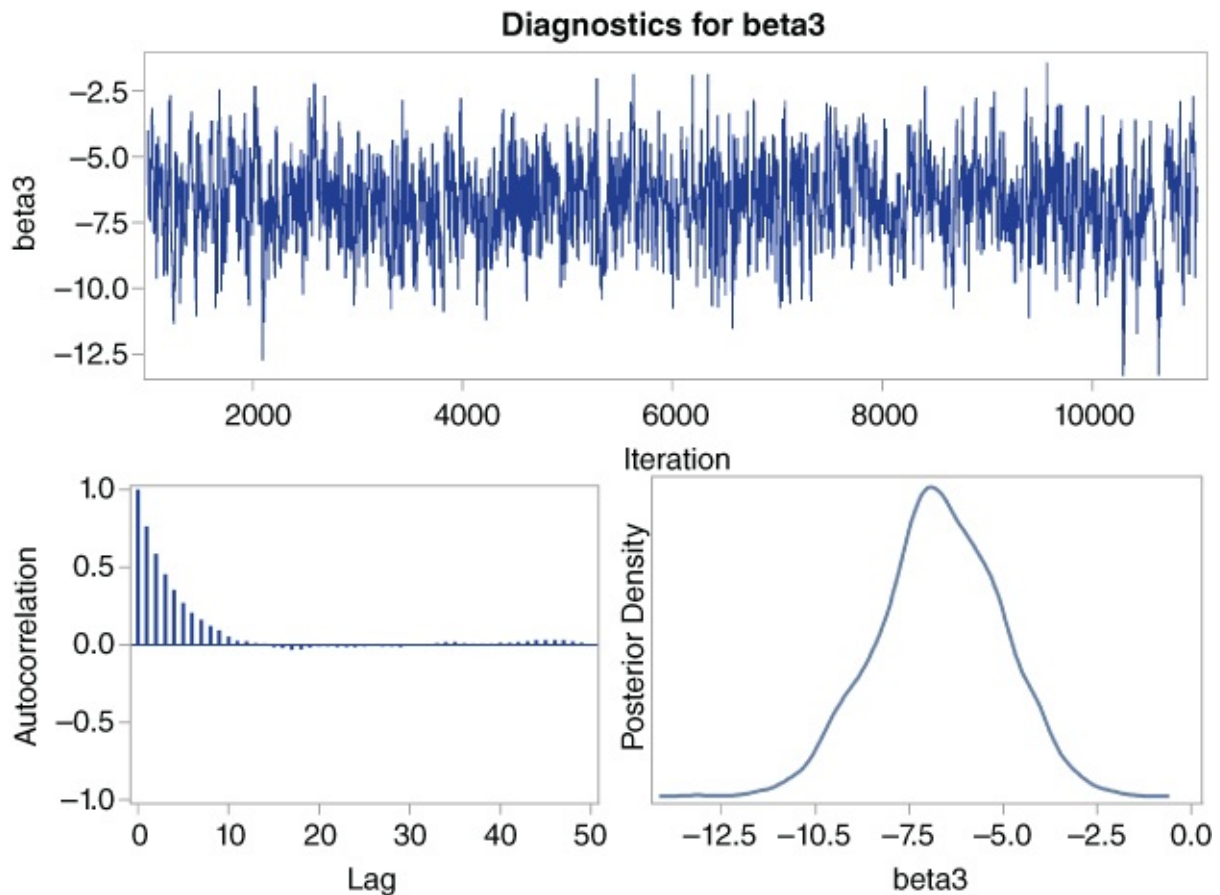 Diagnostics for beta3
beta3
−2.5
−5.0
−7.5
−10.0
−12.5
2000 4000 6000 8000 10000
Iteration
Autocorrelation
1.0
0.5
0.0
−0.5
−1.0
0 10 20 30 40 50
Lag
Posterior Density
−12.5 −10.5 −7.5 −5.0 −2.5 0.0
beta3